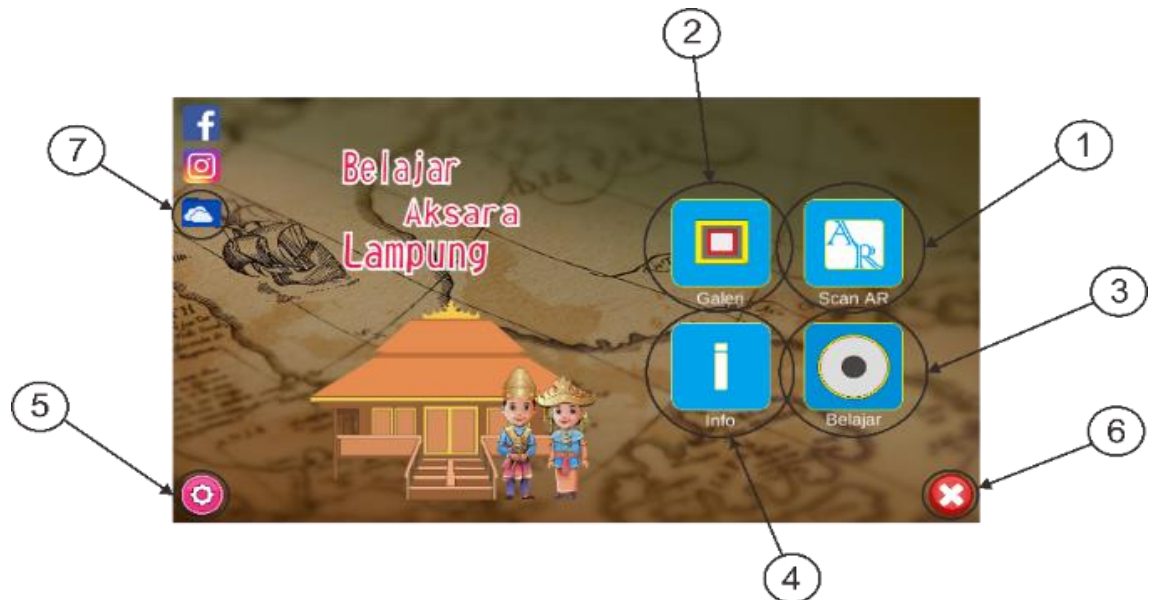 2
1
7
Belajar
Aksara
Lampung
Galeri
Scan AR
3
Info
Belajar
5
6
4